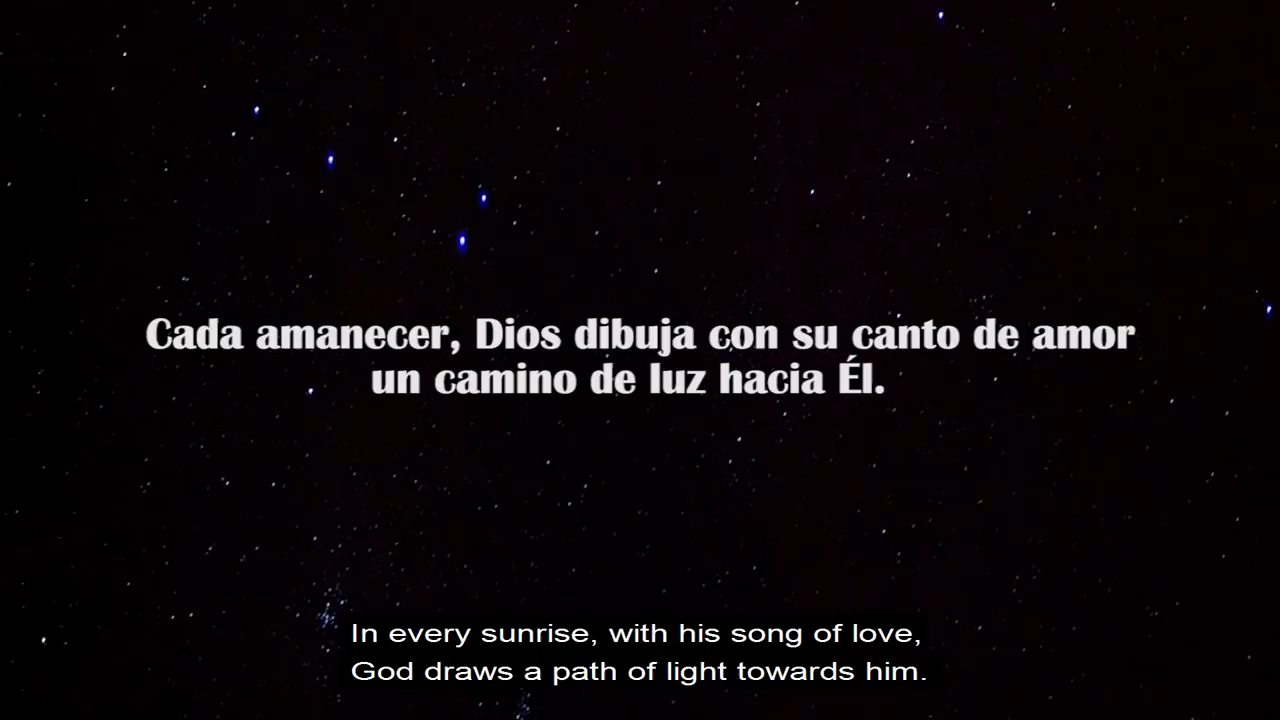 Cada amanecer, Dios dibuja con su canto de amor
un camino de luz hacia Él.
In every sunrise, with his song of love,
God draws a path of light towards him.